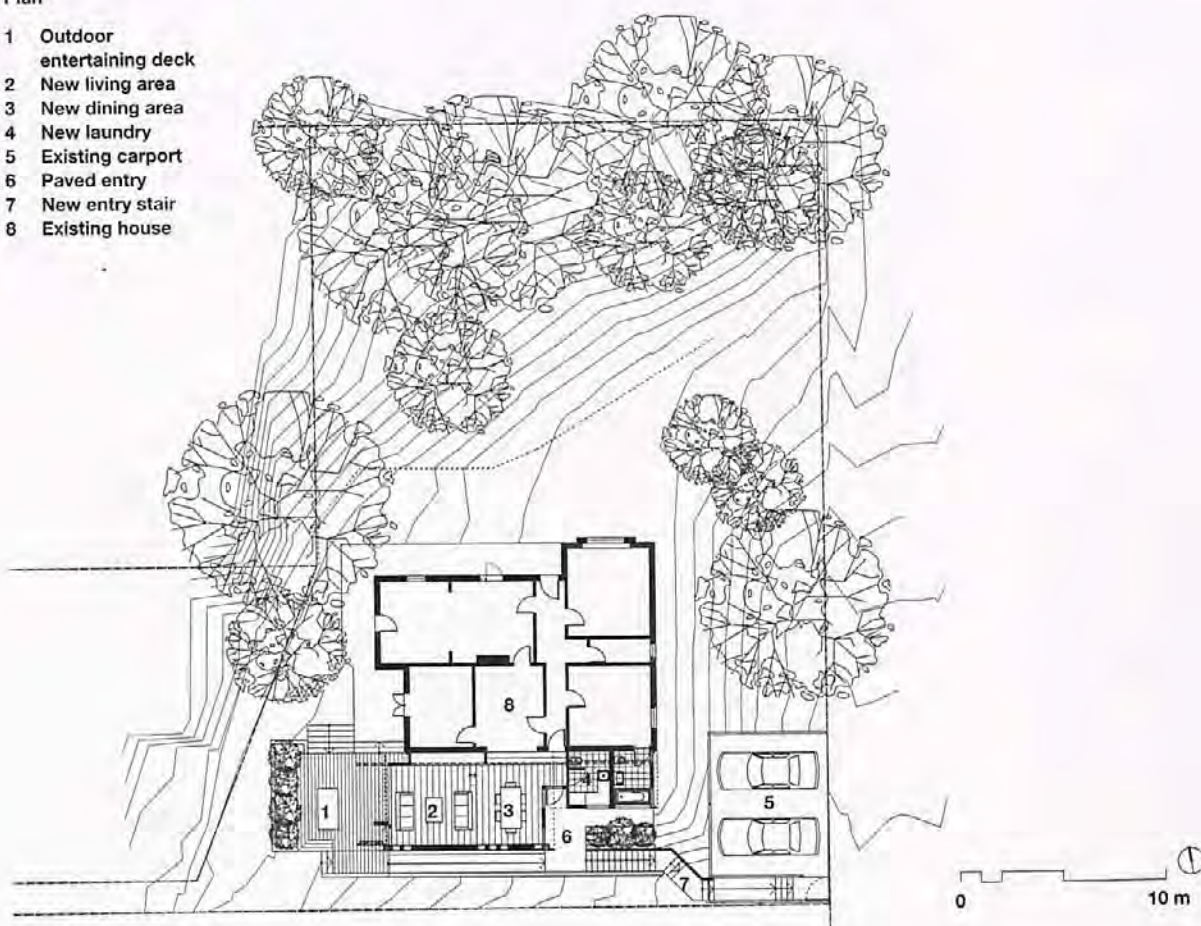 Plan
1 Outdoor
entertaining deck
2 New living area
3 New dining area
4 New laundry
5 Existing carport
6 Paved entry
7 New entry stair
8 Existing house
8
4
1
2
3
5
6
7
0 10 m